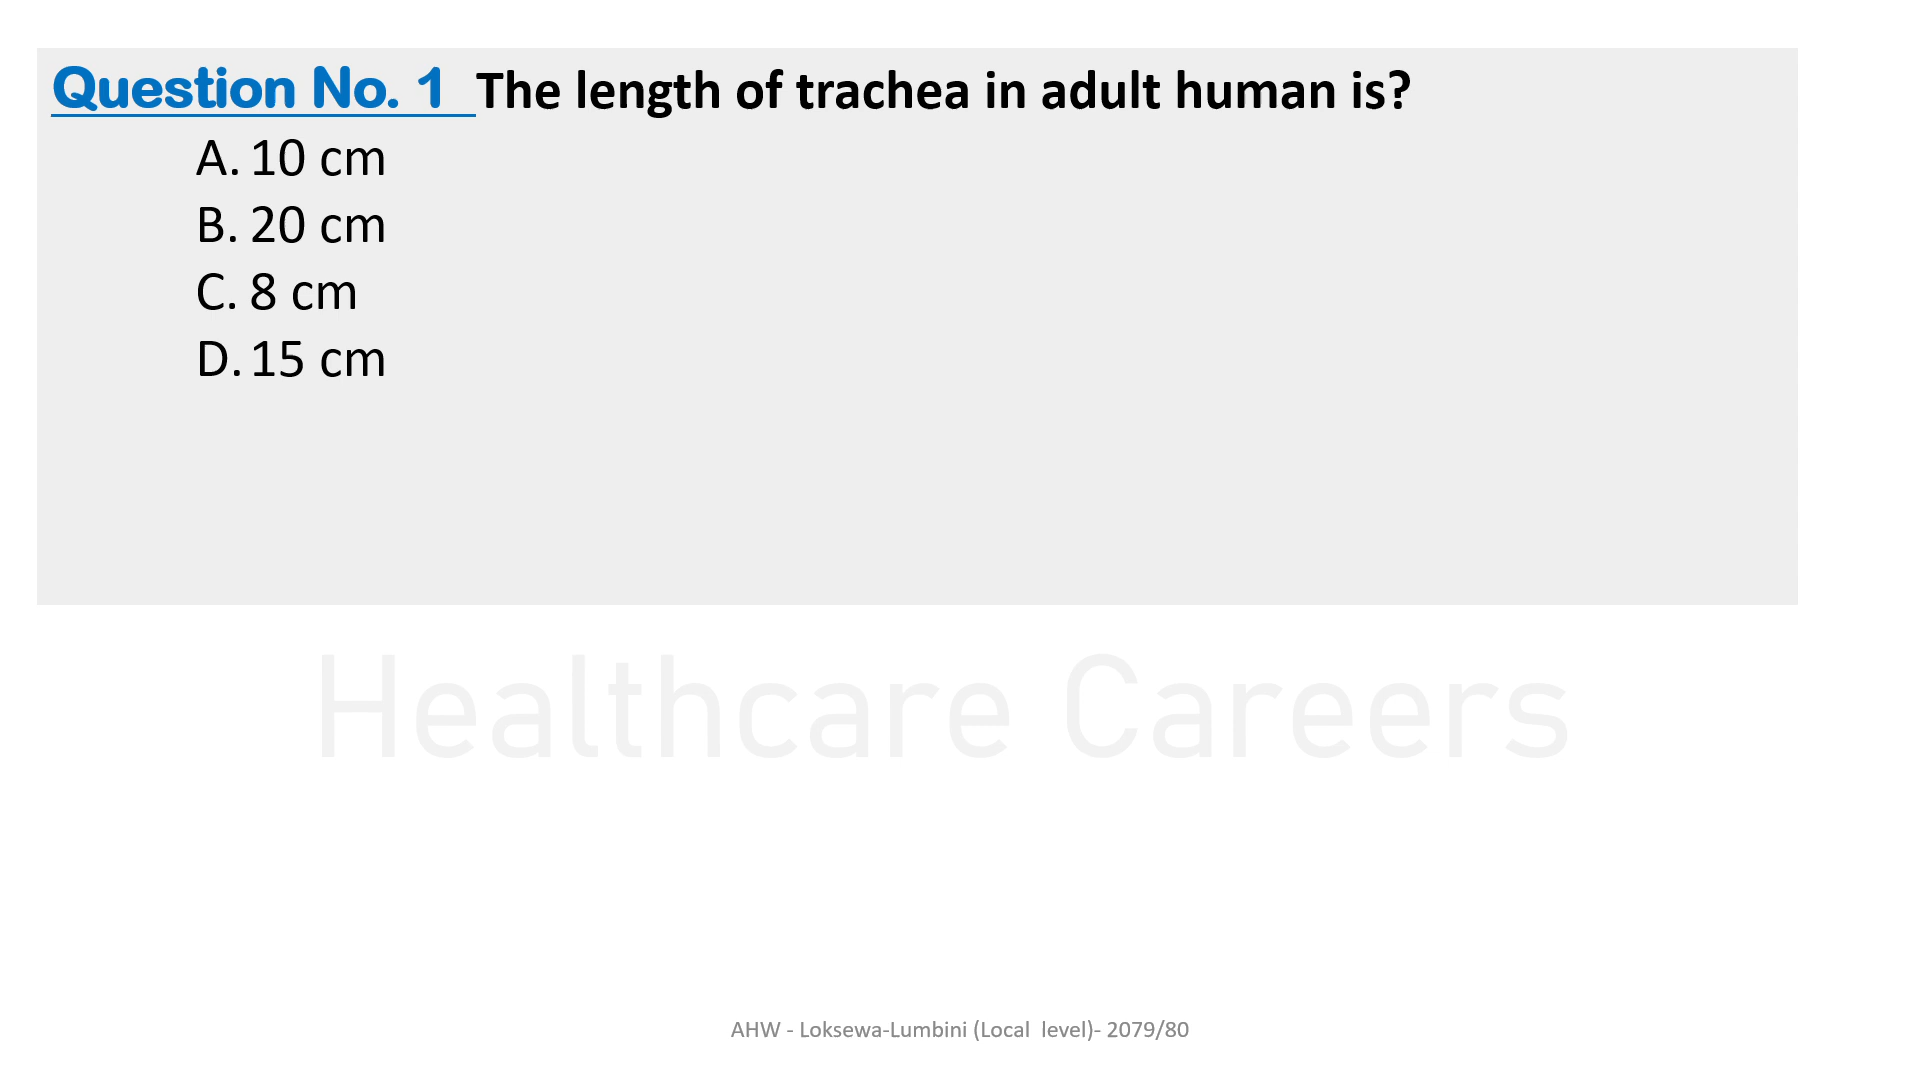 Question No. 1 The length of trachea in adult human is?
A. 10 cm
B. 20 cm
C. 8 cm
D. 15 cm
Healthcare Careers
AHW - Loksewa-Lumbini (Local level)- 2079/80